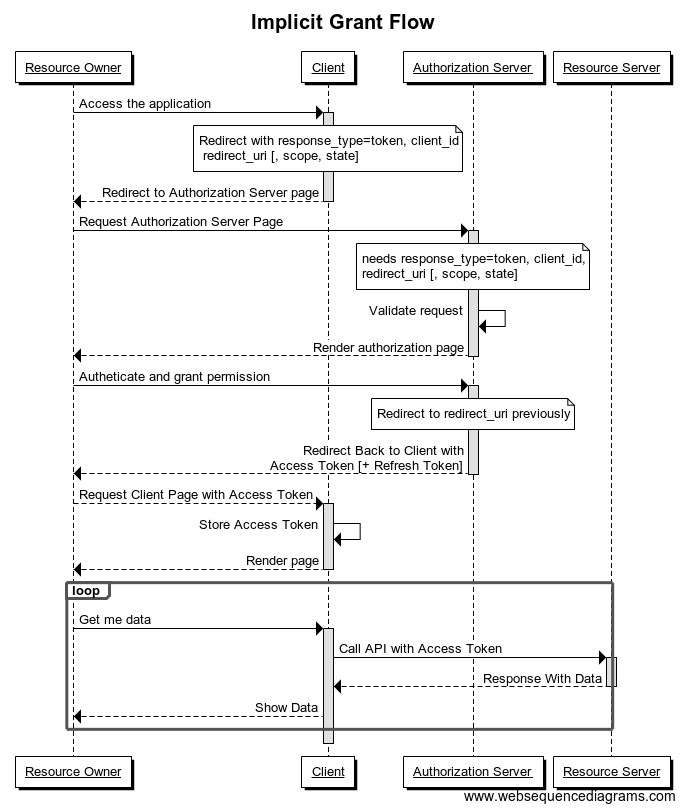 Implicit Grant Flow
Resource Owner
Client
Authorization Server
Resource Server
Access the application
Redirect with response_type=token, client_id
redirect_uri [, scope, state]
Redirect to Authorization Server page
Request Authorization Server Page
needs response_type=token, client_id,
redirect_uri [, scope, state]
Validate request
Render authorization page
Autheticate and grant permission
Redirect to redirect_uri previously
Redirect Back to Client with
Access Token [+ Refresh Token]
Request Client Page with Access Token
Store Access Token
Render page
loop
Get me data
Call API with Access Token
Response With Data
Show Data
Resource Owner
Client
Authorization Server
Resource Server
www.websequencediagrams.com